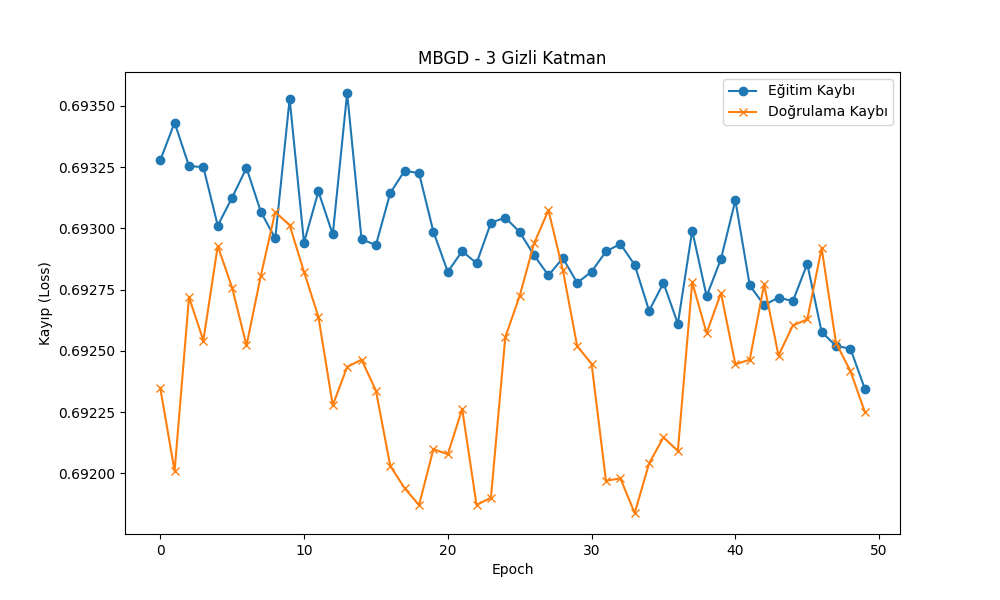 MBGD - 3 Gizli Katman
Eğitim Kaybı
Doğrulama Kaybı
Kayıp (Loss)
0.69350
0.69325
0.69300
0.69275
0.69250
0.69225
0.69200
0 10 20 30 40 50
Epoch